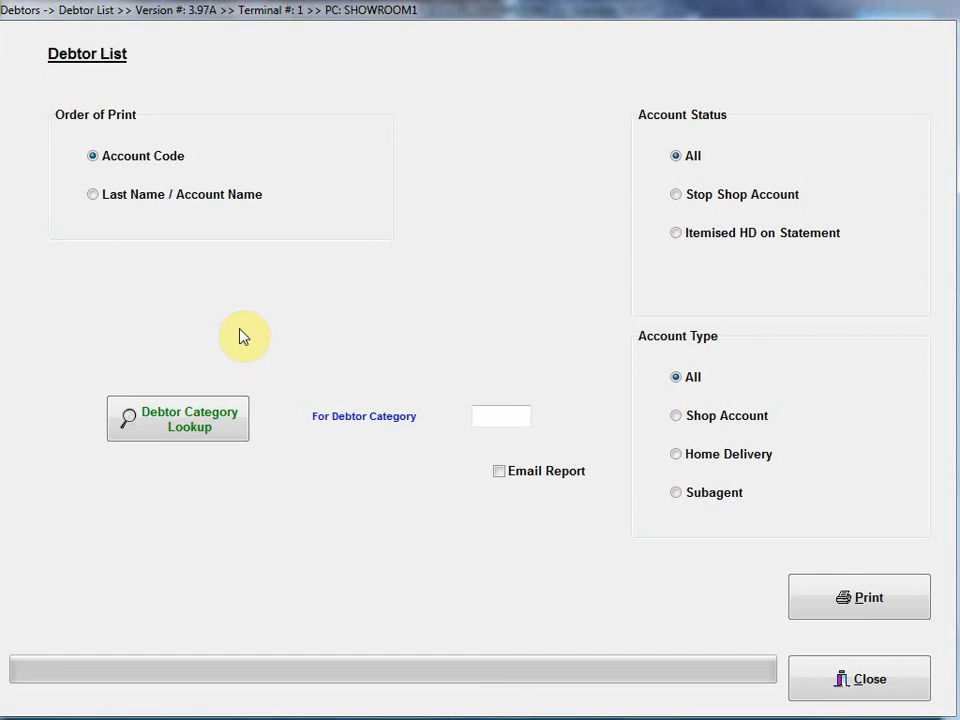 Debtors -> Debtor List >> Version #: 3.97A >> Terminal #: 1 >> PC: SHOWROOM1
Debtor List
Order of Print
Account Code
Last Name / Account Name
Account Status
All
Stop Shop Account
Itemised HD on Statement
Account Type
All
Shop Account
Home Delivery
Subagent
Debtor Category
Lookup
For Debtor Category
Email Report
Print
Close